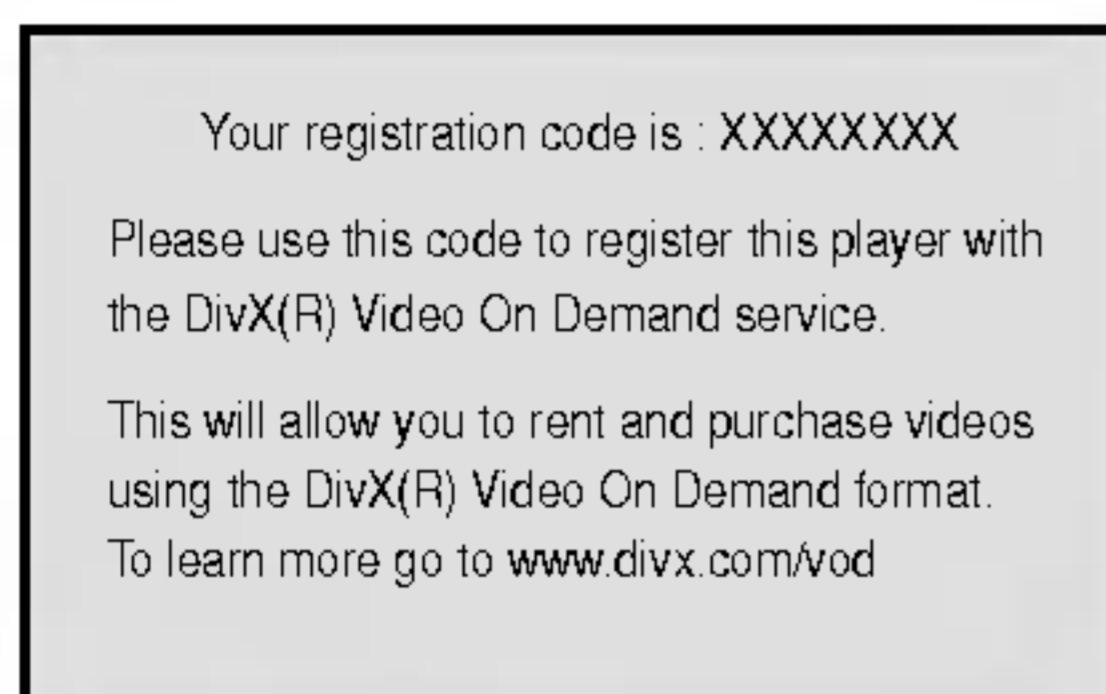 Your registration code is : XXXXXXXX
Please use this code to register this player with
the DivX(R) Video On Demand service.
This will allow you to rent and purchase videos
using the DivX(R) Video On Demand format.
To learn more go to www.divx.com/vod